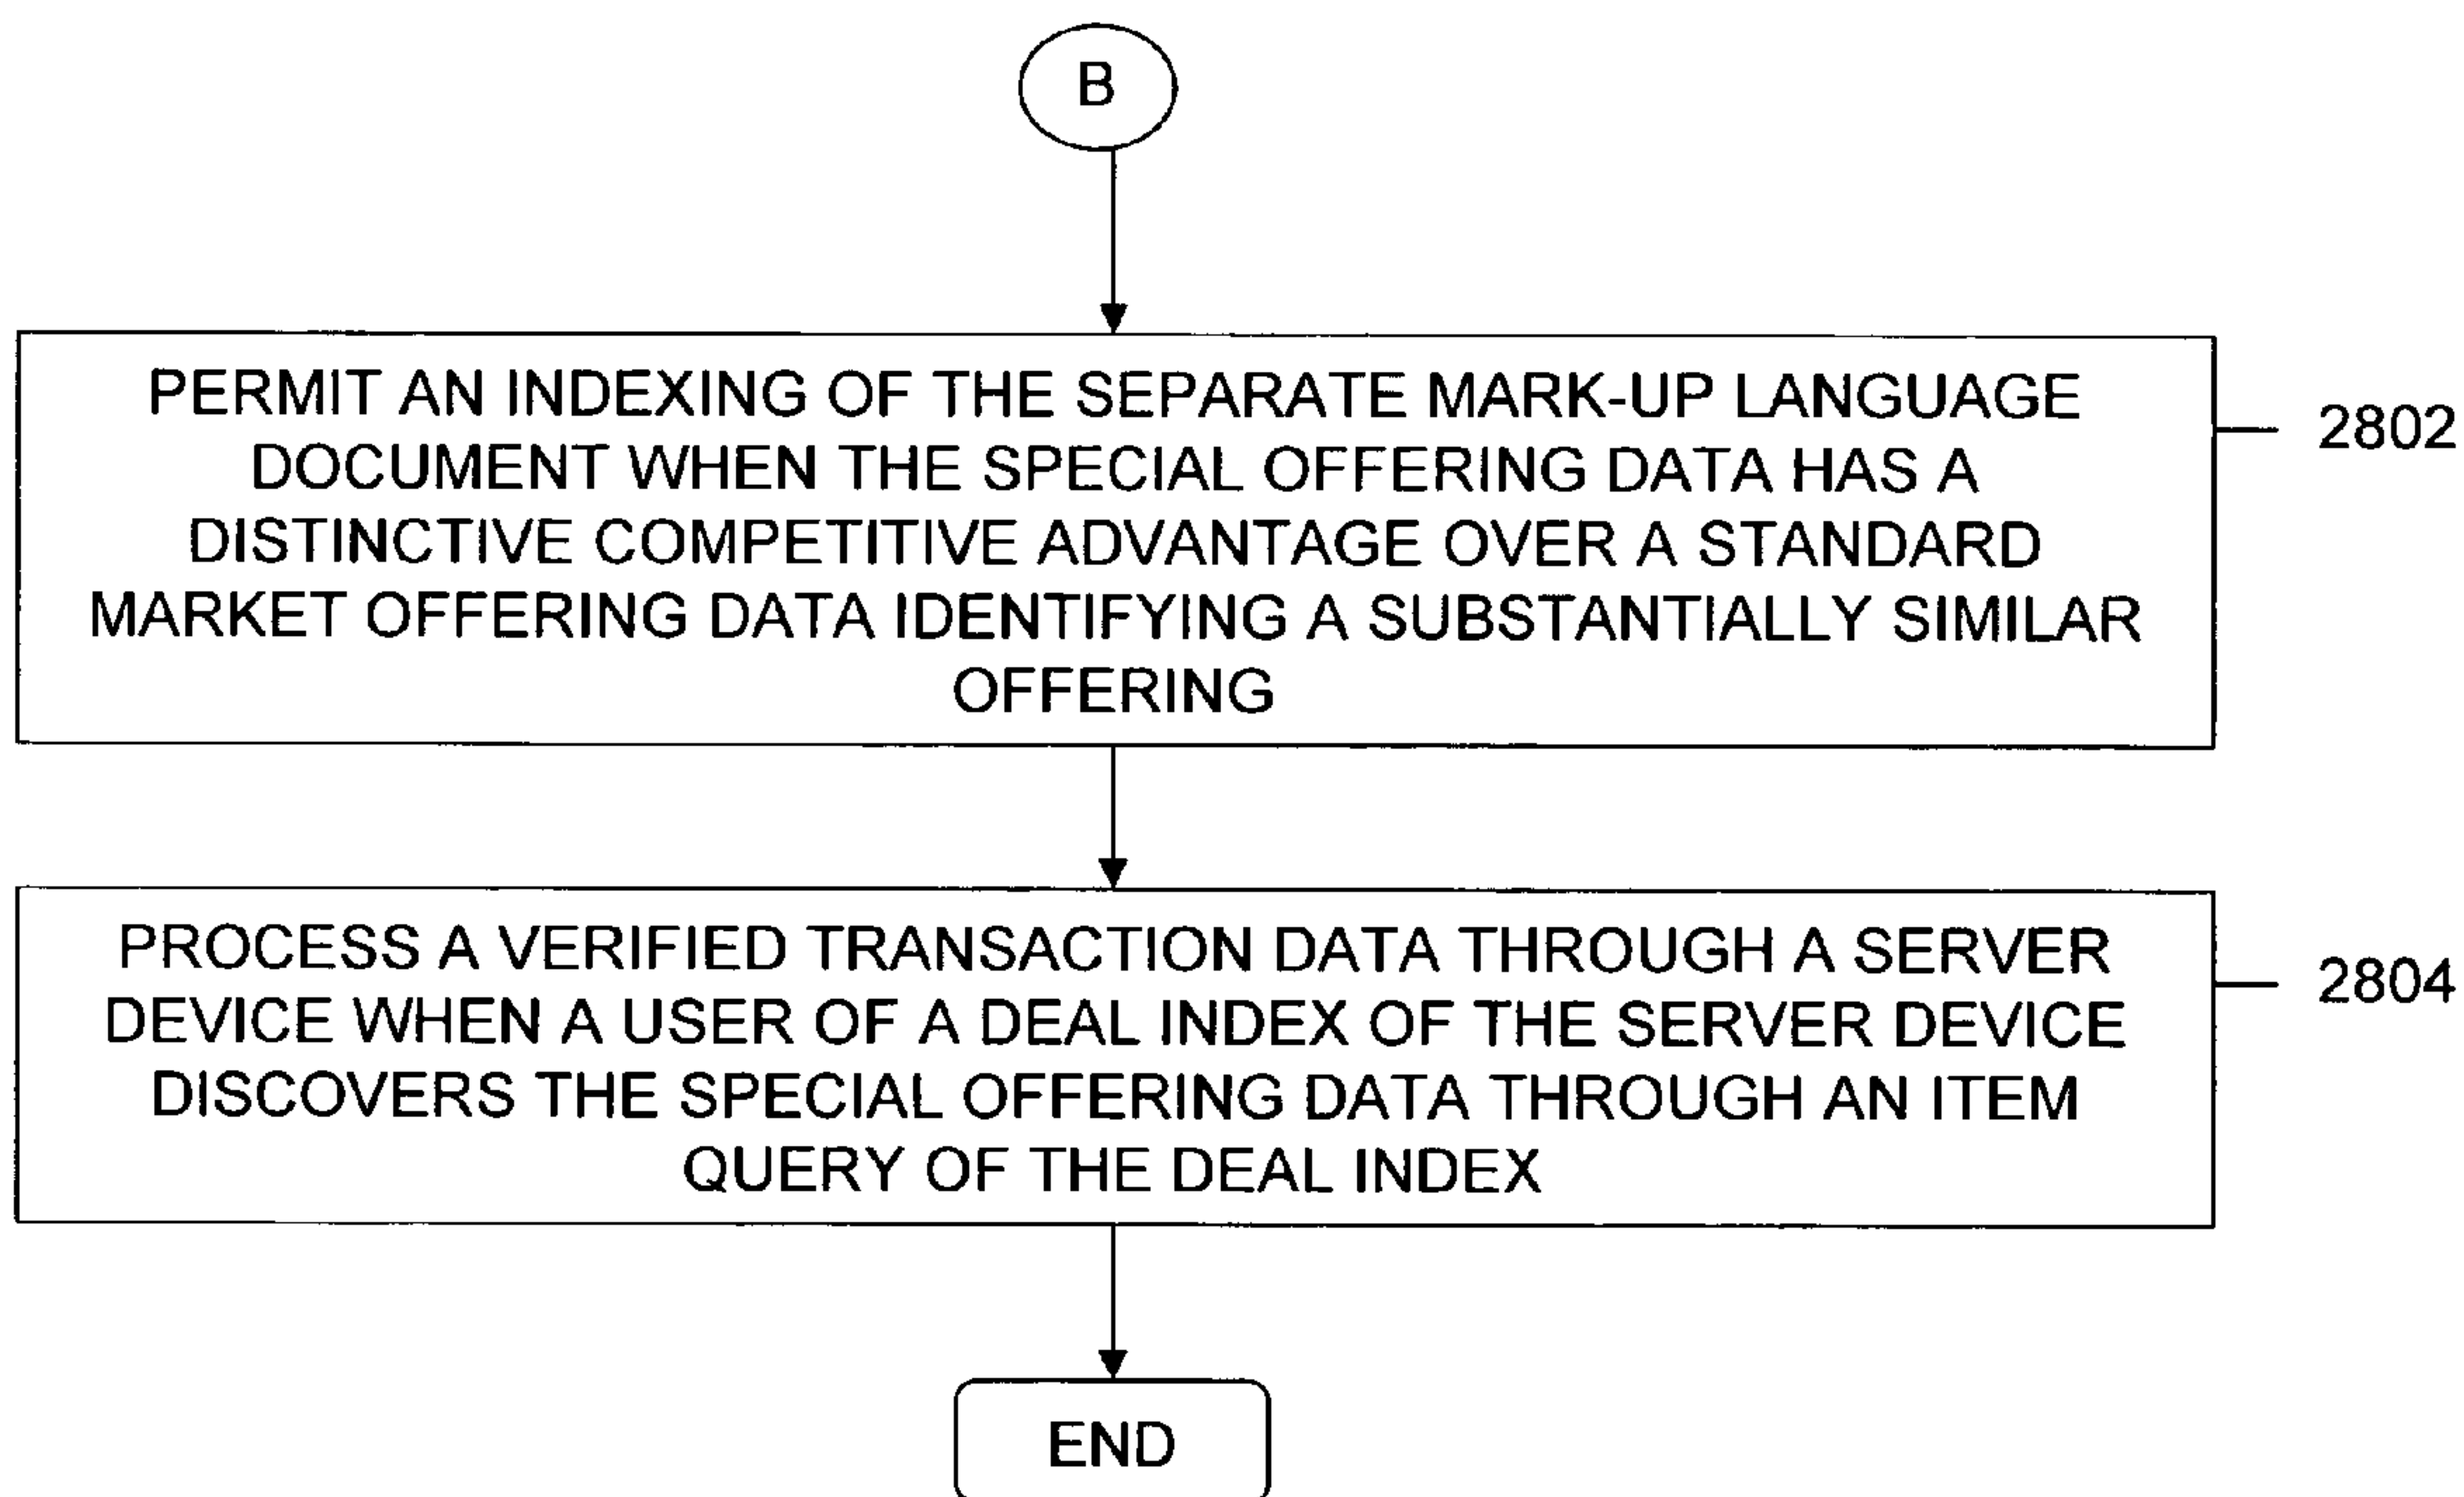 B
PERMIT AN INDEXING OF THE SEPARATE MARK-UP LANGUAGE
DOCUMENT WHEN THE SPECIAL OFFERING DATA HAS A
DISTINCTIVE COMPETITIVE ADVANTAGE OVER A STANDARD
MARKET OFFERING DATA IDENTIFYING A SUBSTANTIALLY SIMILAR
OFFERING
2802
PROCESS A VERIFIED TRANSACTION DATA THROUGH A SERVER
DEVICE WHEN A USER OF A DEAL INDEX OF THE SERVER DEVICE
DISCOVERS THE SPECIAL OFFERING DATA THROUGH AN ITEM
QUERY OF THE DEAL INDEX
2804
END